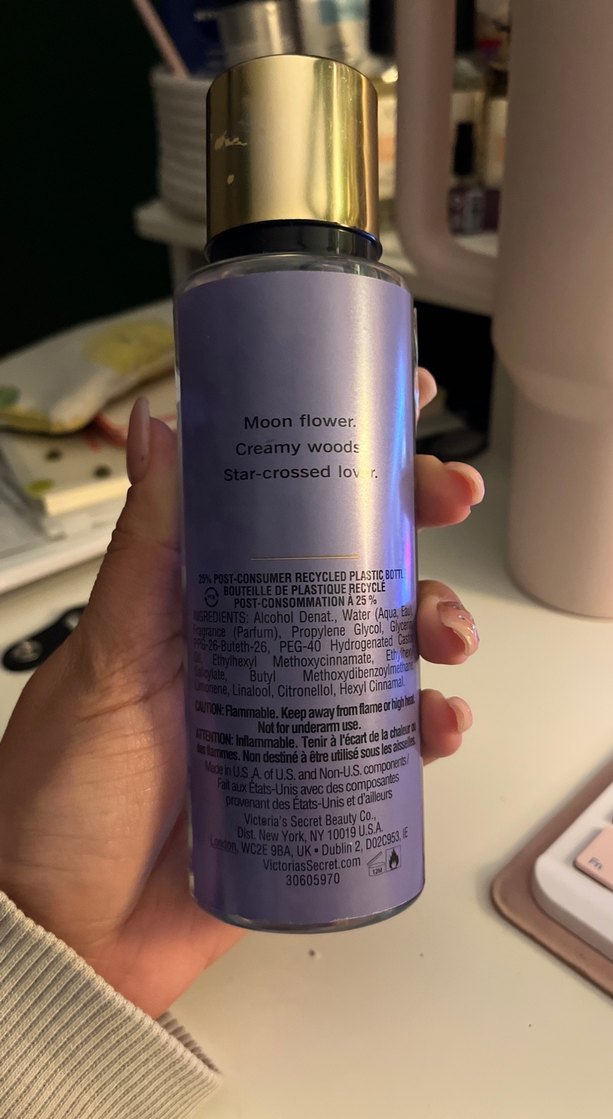 Moon flower.
Creamy woods
Star-crossed lover.
25% POST-CONSUMER RECYCLED PLASTIC BOTTL
BOUTEILLE DE PLASTIQUE RECYCLÉ
POST-CONSOMMATION À 25 %
INGREDIENTS: Alcohol Denat., Water (Aqua, Eau),
Fragrance (Parfum), Propylene Glycol, Glycerin,
PPG-26-Buteth-26, PEG-40 Hydrogenated Castor
Oil, Ethylhexyl Methoxycinnamate, Ethylhexyl
Salicylate, Butyl Methoxydibenzoylmethane,
Limonene, Linalool, Citronellol, Hexyl Cinnamal.
CAUTION: Flammable. Keep away from flame or high heat.
Not for underarm use.
ATTENTION: Inflammable. Tenir à l'écart de la chaleur ou
des flammes. Non destiné à être utilisé sous les aisselles.
Made in U.S.A. of U.S. and Non-U.S. components/
Fait aux États-Unis avec des composantes
provenant des États-Unis et d'ailleurs
Victoria's Secret Beauty Co.,
Dist. New York, NY 10019 U.S.A.
London, WC2E 9BA, UK • Dublin 2, D02C953, IE
VictoriasSecret.com
12M
30605970
Fn